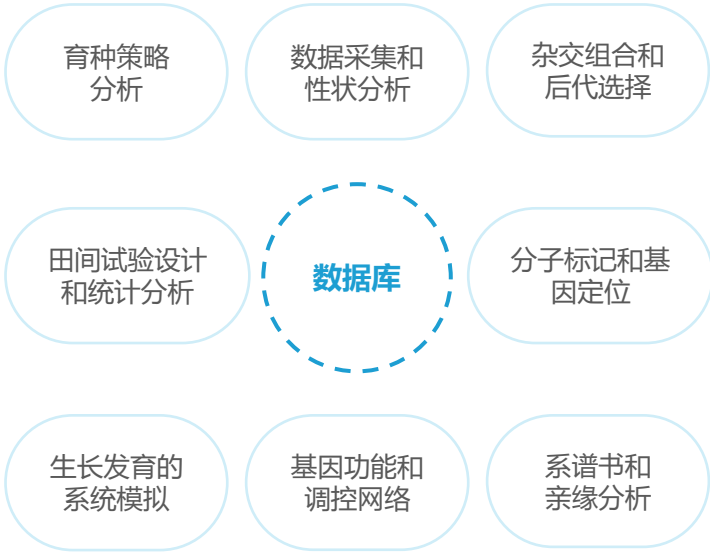 育种策略
分析
数据采集和
性状分析
杂交组合和
后代选择
田间试验设计
和统计分析
数据库
分子标记和基
因定位
生长发育的
系统模拟
基因功能和
调控网络
系谱书和
亲缘分析